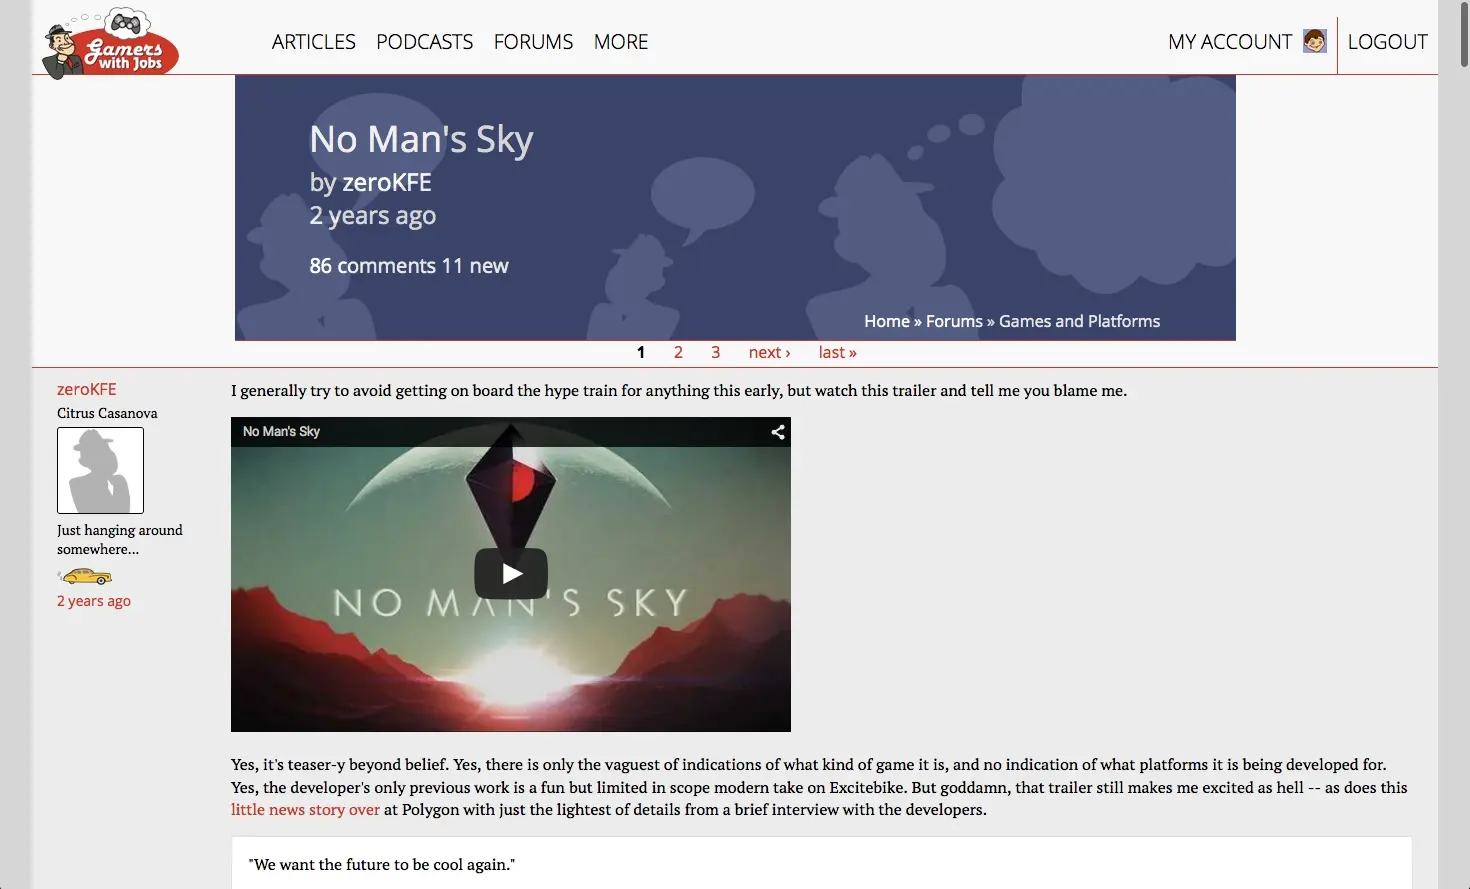 Gamers
with Jobs
ARTICLES PODCASTS FORUMS MORE
MY ACCOUNT LOGOUT
No Man's Sky
by zeroKFE
2 years ago
86 comments 11 new
Home » Forums » Games and Platforms
1 2 3 next › last »
zeroKFE
Citrus Casanova
Just hanging around
somewhere...
2 years ago
I generally try to avoid getting on board the hype train for anything this early, but watch this trailer and tell me you blame me.
No Man's Sky
NO MAN'S SKY
Yes, it's teaser-y beyond belief. Yes, there is only the vaguest of indications of what kind of game it is, and no indication of what platforms it is being developed for.
Yes, the developer's only previous work is a fun but limited in scope modern take on Excitebike. But goddamn, that trailer still makes me excited as hell -- as does this
little news story over at Polygon with just the lightest of details from a brief interview with the developers.
"We want the future to be cool again."